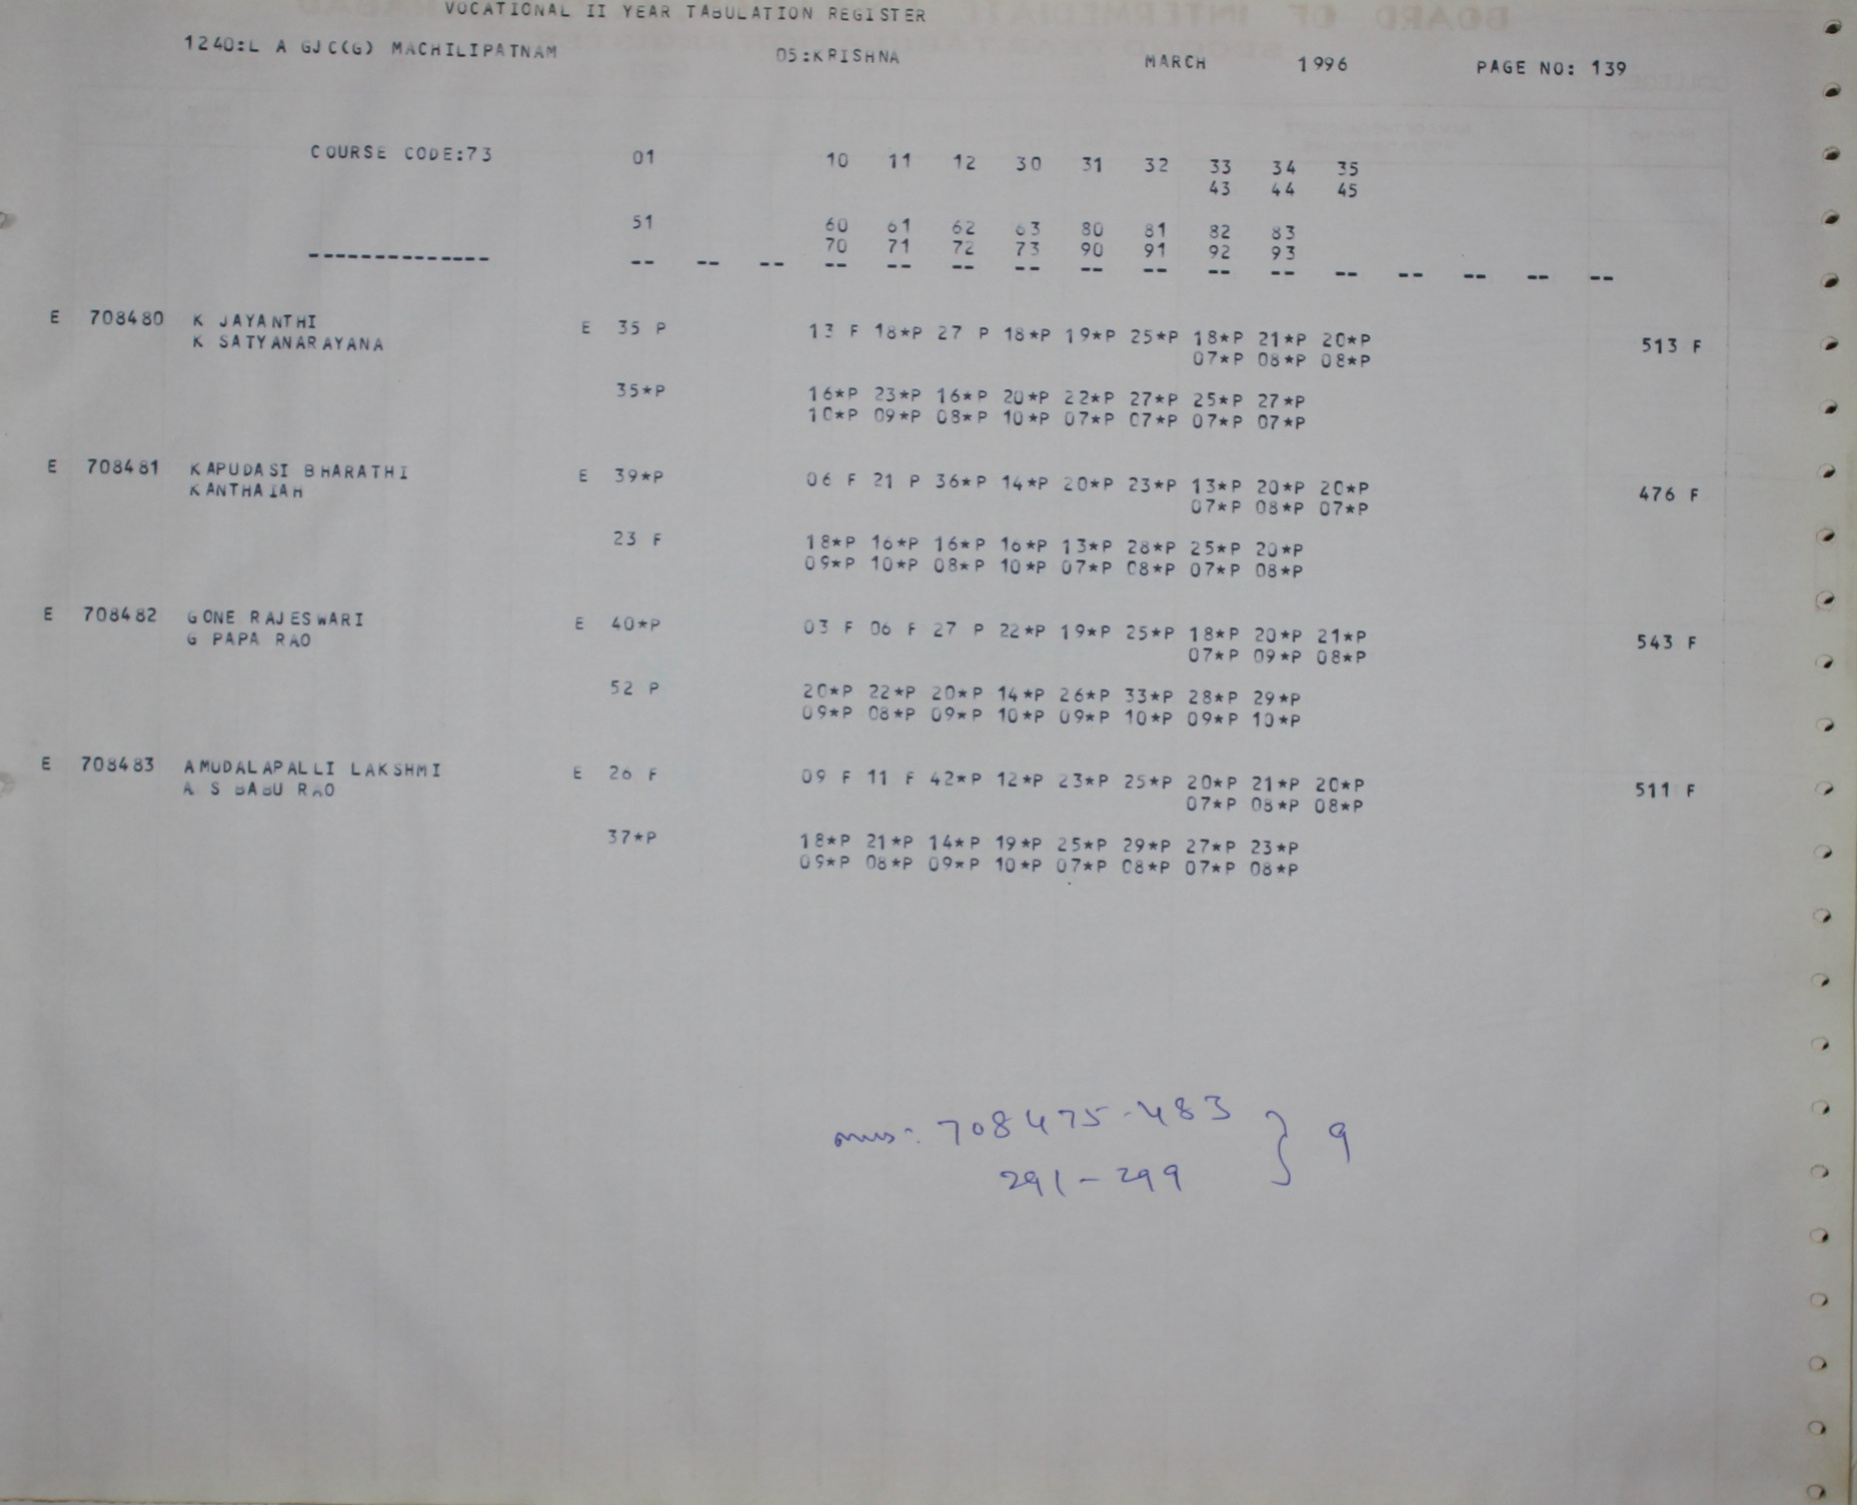 VOCATIONAL II YEAR TABULATION REGISTER
1240:L A GJC(G) MACHILIPATNAM 05:KRISHNA MARCH 1996 PAGE NO: 139
COURSE CODE:73 01 10 11 12 30 31 32 33 34 35
43 44 45
51 60 61 62 63 80 81 82 83
70 71 72 73 90 91 92 93
-------------- -- -- -- -- -- -- -- -- -- -- -- -- -- -- -- --
E 708480 K JAYANTHI E 35 P 13 F 18*P 27 P 18*P 19*P 25*P 18*P 21*P 20*P
K SATYANARAYANA 07*P 08*P 08*P 513 F
35*P 16*P 23*P 16*P 20*P 22*P 27*P 25*P 27*P
10*P 09*P 08*P 10*P 07*P 07*P 07*P 07*P
E 708481 KAPUDASI BHARATHI E 39*P 06 F 21 P 36*P 14*P 20*P 23*P 13*P 20*P 20*P
KANTHAIAH 07*P 08*P 07*P 476 F
23 F 18*P 16*P 16*P 16*P 13*P 28*P 25*P 20*P
09*P 10*P 08*P 10*P 07*P 08*P 07*P 08*P
E 708482 GONE RAJESWARI E 40*P 03 F 06 F 27 P 22*P 19*P 25*P 18*P 20*P 21*P
G PAPA RAO 07*P 09*P 08*P 543 F
52 P 20*P 22*P 20*P 14*P 26*P 33*P 28*P 29*P
09*P 08*P 09*P 10*P 09*P 10*P 09*P 10*P
E 708483 AMUDALAPALLI LAKSHMI E 26 F 09 F 11 F 42*P 12*P 23*P 25*P 20*P 21*P 20*P
A S BABU RAO 07*P 08*P 08*P 511 F
37*P 18*P 21*P 14*P 19*P 25*P 29*P 27*P 23*P
09*P 08*P 09*P 10*P 07*P 08*P 07*P 08*P
708475-483 } 9
291-299